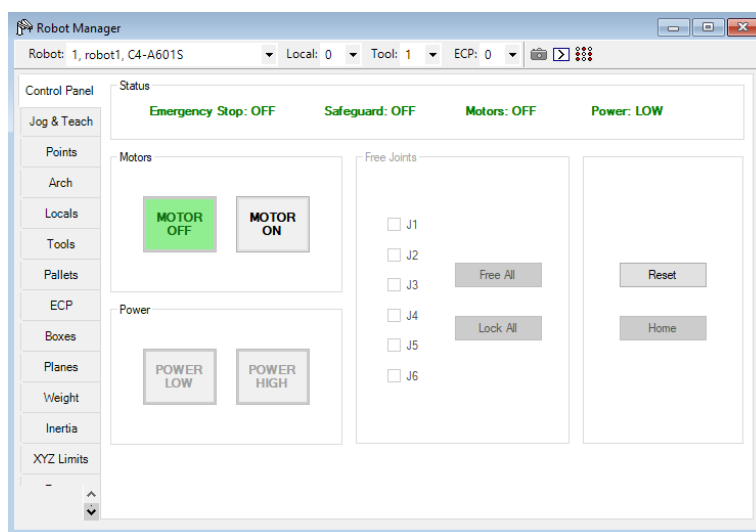 Robot Manager
Robot: 1, robot1, C4-A601S Local: 0 Tool: 1 ECP: 0
Control Panel
Jog & Teach
Points
Arch
Locals
Tools
Pallets
ECP
Boxes
Planes
Weight
Inertia
XYZ Limits
Status
Emergency Stop: OFF Safeguard: OFF Motors: OFF Power: LOW
Motors
MOTOR
OFF
MOTOR
ON
Power
POWER
LOW
POWER
HIGH
Free Joints
J1
J2
J3
J4
J5
J6
Free All
Lock All
Reset
Home